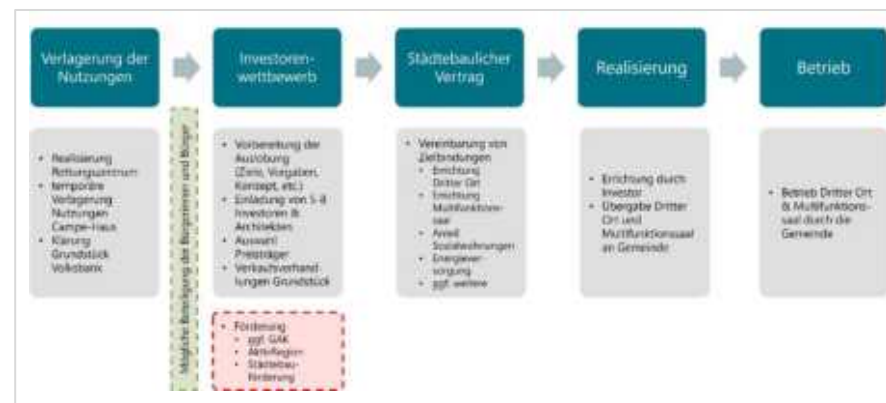 Verlagerung der
Nutzungen
Investoren-
wettbewerb
Städtebaulicher
Vertrag
Realisierung
Betrieb
• Realisierung
Rettungszentrum
• temporäre
Verlagerung
Nutzungen
Campe-Haus
• Klärung
Grundstück
Volksbank
Mögliche Beteiligung der Bürgerinnen und Bürger
• Vorbereitung der
Auslobung
(Ziele, Vorgaben,
Konzept, etc.)
• Einladung von 5-8
Investoren &
Architekten
• Auswahl
Preisträger
• Verkaufsverhand
lungen Grundstück
• Förderung
• ggf. GAK
• AktivRegion
• Städtebau-
förderung
• Vereinbarung von
Zielbindungen
• Errichtung
Dritter Ort
• Errichtung
Multifunktions-
saal
• Anteil
Sozialwohnungen
• Energiever-
sorgung
• ggf. weitere
• Errichtung durch
Investor
• Übergabe Dritter
Ort und
Multifunktionssaal
an Gemeinde
• Betrieb Dritter Ort
& Multifunktions-
saal durch die
Gemeinde